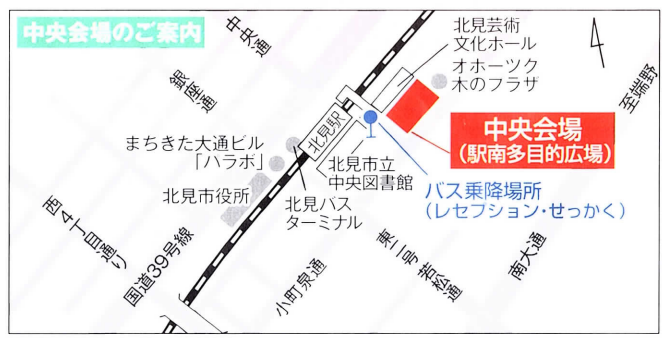 中央会場のご案内
中央通
銀座通
北見芸術
文化ホール
オホーツク
木のプラザ
至端野
北見駅
中央会場
(駅南多目的広場)
まちきた大通ビル
「パラボ」
北見市役所
北見バス
ターミナル
北見市立
中央図書館
バス乗降場所
(レセプション・せっかく)
西4丁目通り
国道39号線
小町泉通
東二号若松通
南大通